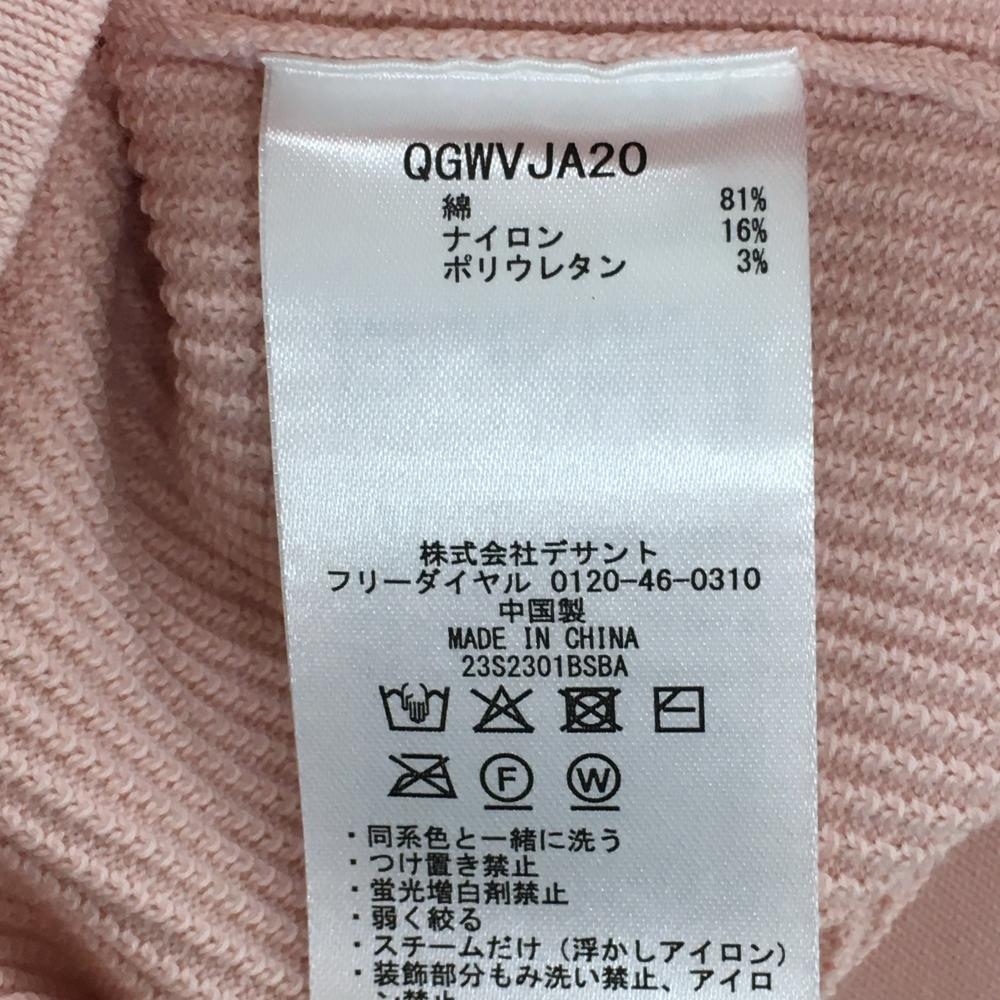 QGWVJA20
綿 81%
ナイロン 16%
ポリウレタン 3%
株式会社デサント
フリーダイヤル 0120-46-0310
中国製
MADE IN CHINA
23S2301BSBA
F W
・同系色と一緒に洗う
・つけ置き禁止
・蛍光増白剤禁止
・弱く絞る
・スチームだけ（浮かしアイロン）
・装飾部分もみ洗い禁止、アイロ
ン禁止